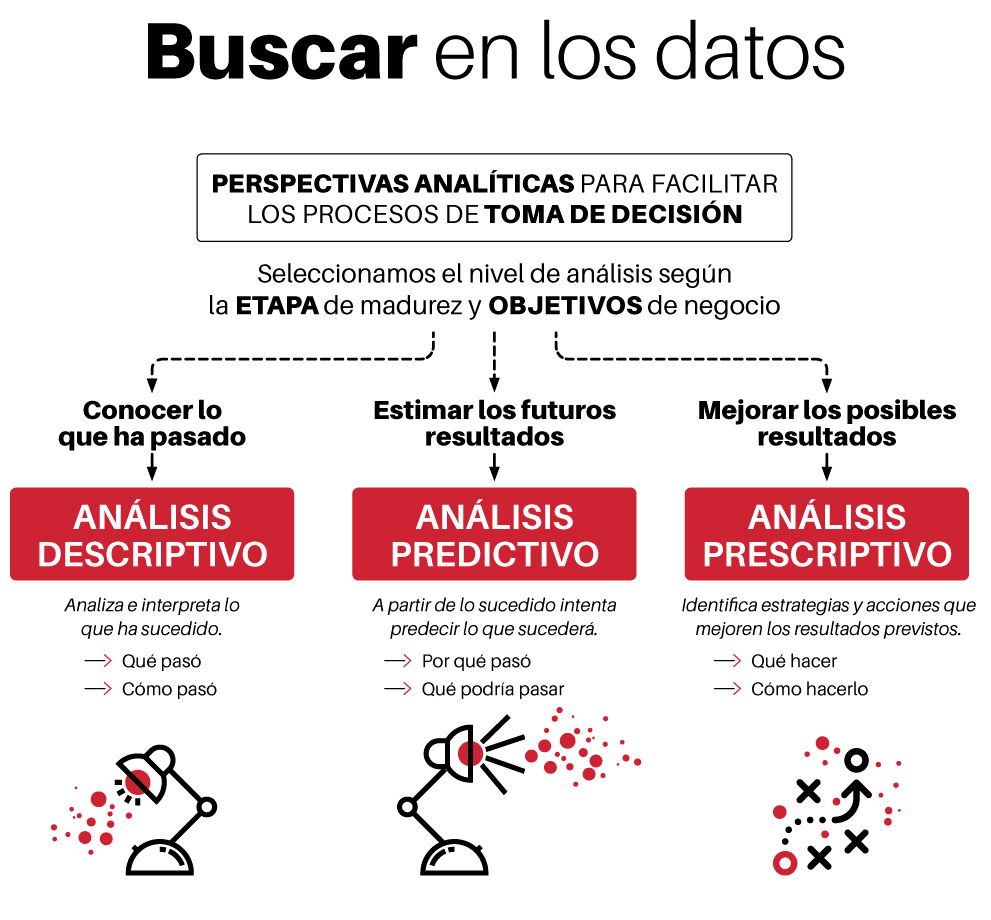 Buscar en los datos
PERSPECTIVAS ANALÍTICAS PARA FACILITAR
LOS PROCESOS DE TOMA DE DECISIÓN
Seleccionamos el nivel de análisis según
la ETAPA de madurez y OBJETIVOS de negocio
Conocer lo
que ha pasado
ANÁLISIS
DESCRIPTIVO
Analiza e interpreta lo
que ha sucedido.
Qué pasó
Cómo pasó
Estimar los futuros
resultados
ANÁLISIS
PREDICTIVO
A partir de lo sucedido intenta
predecir lo que sucederá.
Por qué pasó
Qué podría pasar
Mejorar los posibles
resultados
ANÁLISIS
PRESCRIPTIVO
Identifica estrategias y acciones que
mejoren los resultados previstos.
Qué hacer
Cómo hacerlo